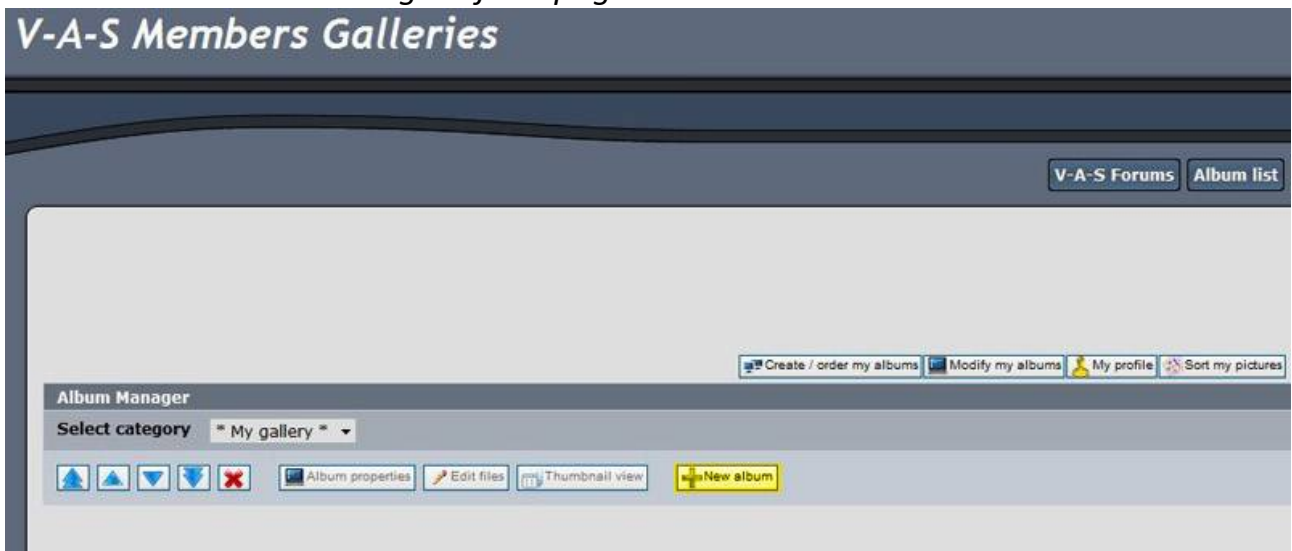 V-A-S Members Galleries
V-A-S Forums Album list
Create / order my albums Modify my albums My profile Sort my pictures
Album Manager
Select category * My gallery *
Album properties Edit files Thumbnail view New album